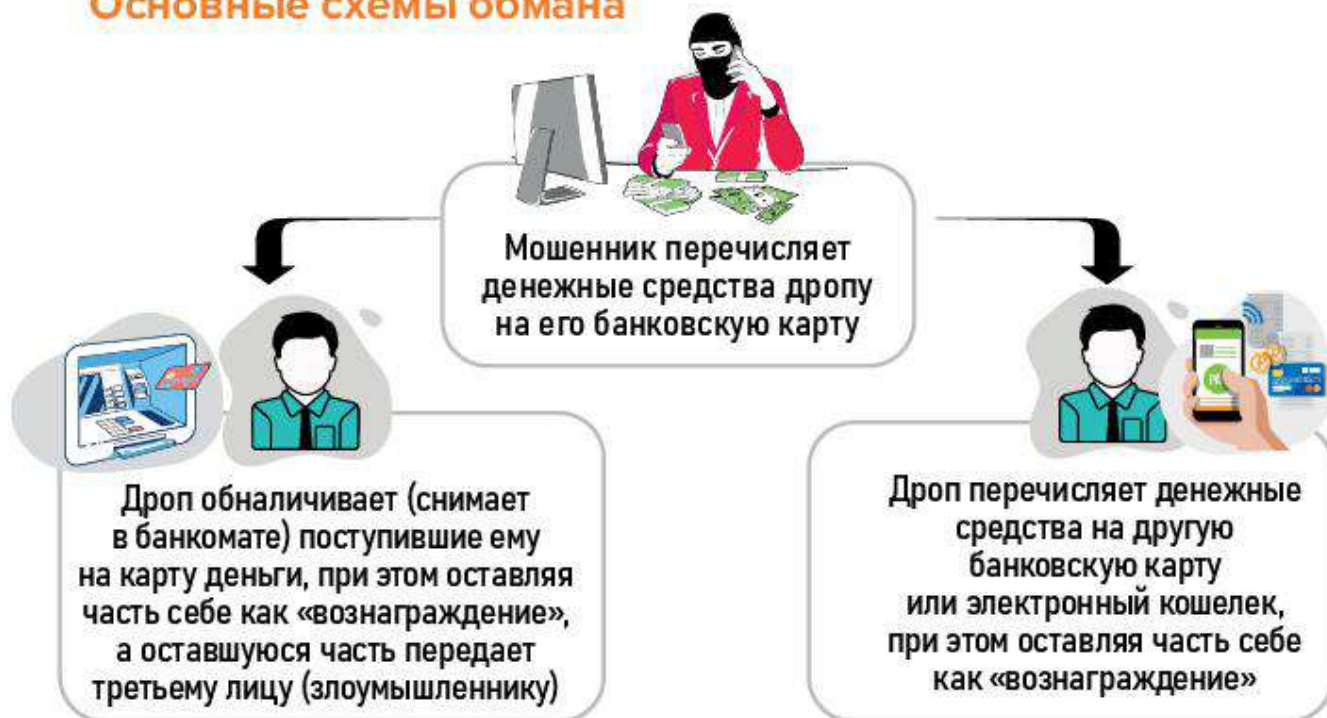 Основные схемы обмана
Мошенник перечисляет
денежные средства дропу
на его банковскую карту
Дроп обналичивает (снимает
в банкомате) поступившие ему
на карту деньги, при этом оставляя
часть себе как «вознаграждение»,
а оставшуюся часть передает
третьему лицу (злоумышленнику)
Дроп перечисляет денежные
средства на другую
банковскую карту
или электронный кошелек,
при этом оставляя часть себе
как «вознаграждение»